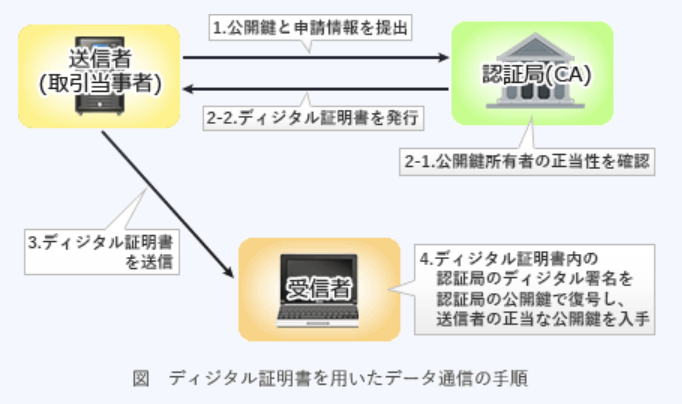 1.公開鍵と申請情報を提出
送信者
(取引当事者)
認証局(CA)
2-2.ディジタル証明書を発行
2-1.公開鍵所有者の正当性を確認
3.ディジタル証明書
を送信
受信者
4.ディジタル証明書内の
認証局のディジタル署名を
認証局の公開鍵で復号し、
送信者の正当な公開鍵を入手
図　ディジタル証明書を用いたデータ通信の手順